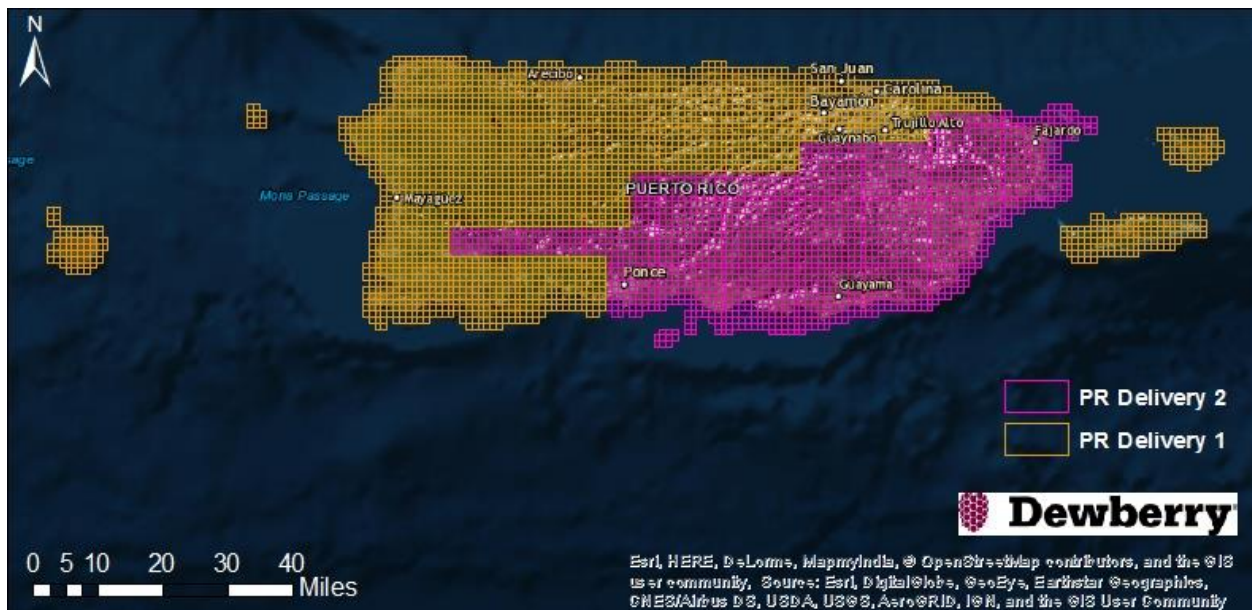 N
San Juan
Arecibo
Carolina
Bayamón
Trujillo Alto
Guaynabo
Fajardo
PUERTO RICO
Mona Passage
Mayagüez
Ponce
Guayama
PR Delivery 2
PR Delivery 1
Dewberry
0 5 10 20 30 40
Miles
Esri, HERE, DeLorme, MapmyIndia, © OpenStreetMap contributors, and the GIS
user community, Source: Esri, DigitalGlobe, GeoEye, Earthstar Geographics,
CNES/Airbus DS, USDA, USGS, AeroGRID, IGN, and the GIS User Community